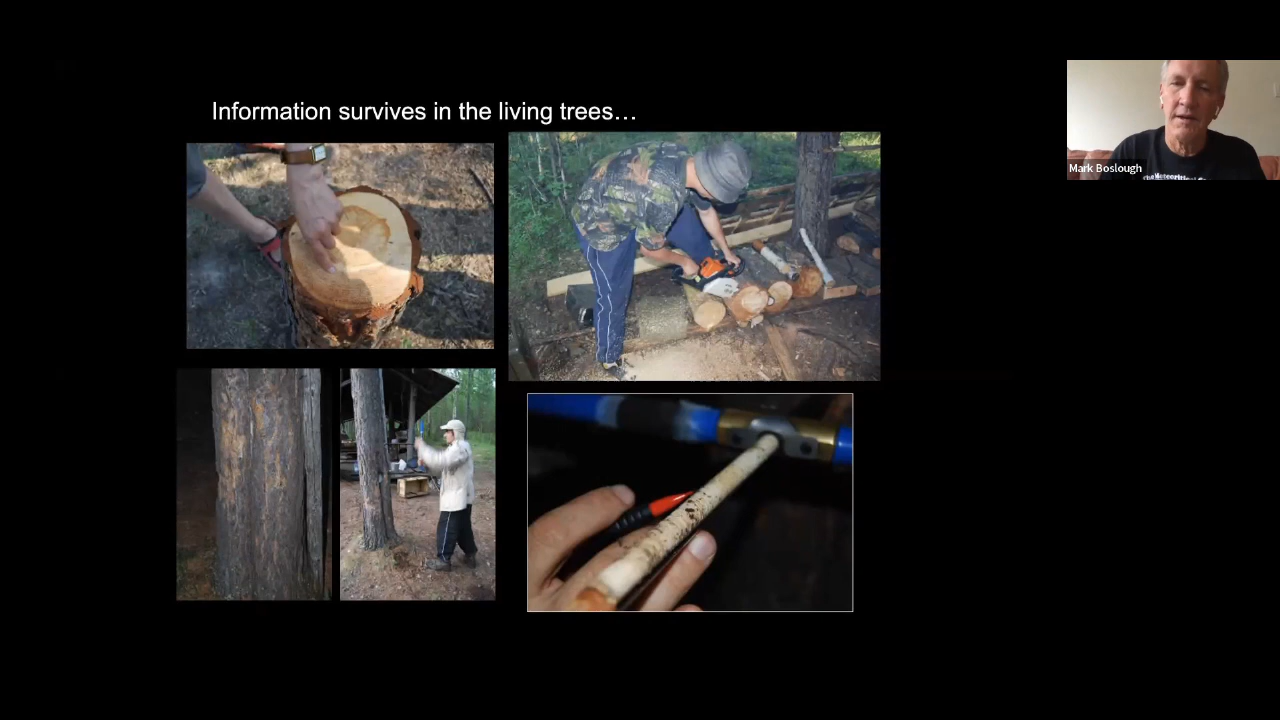 Information survives in the living trees…
Mark Boslough